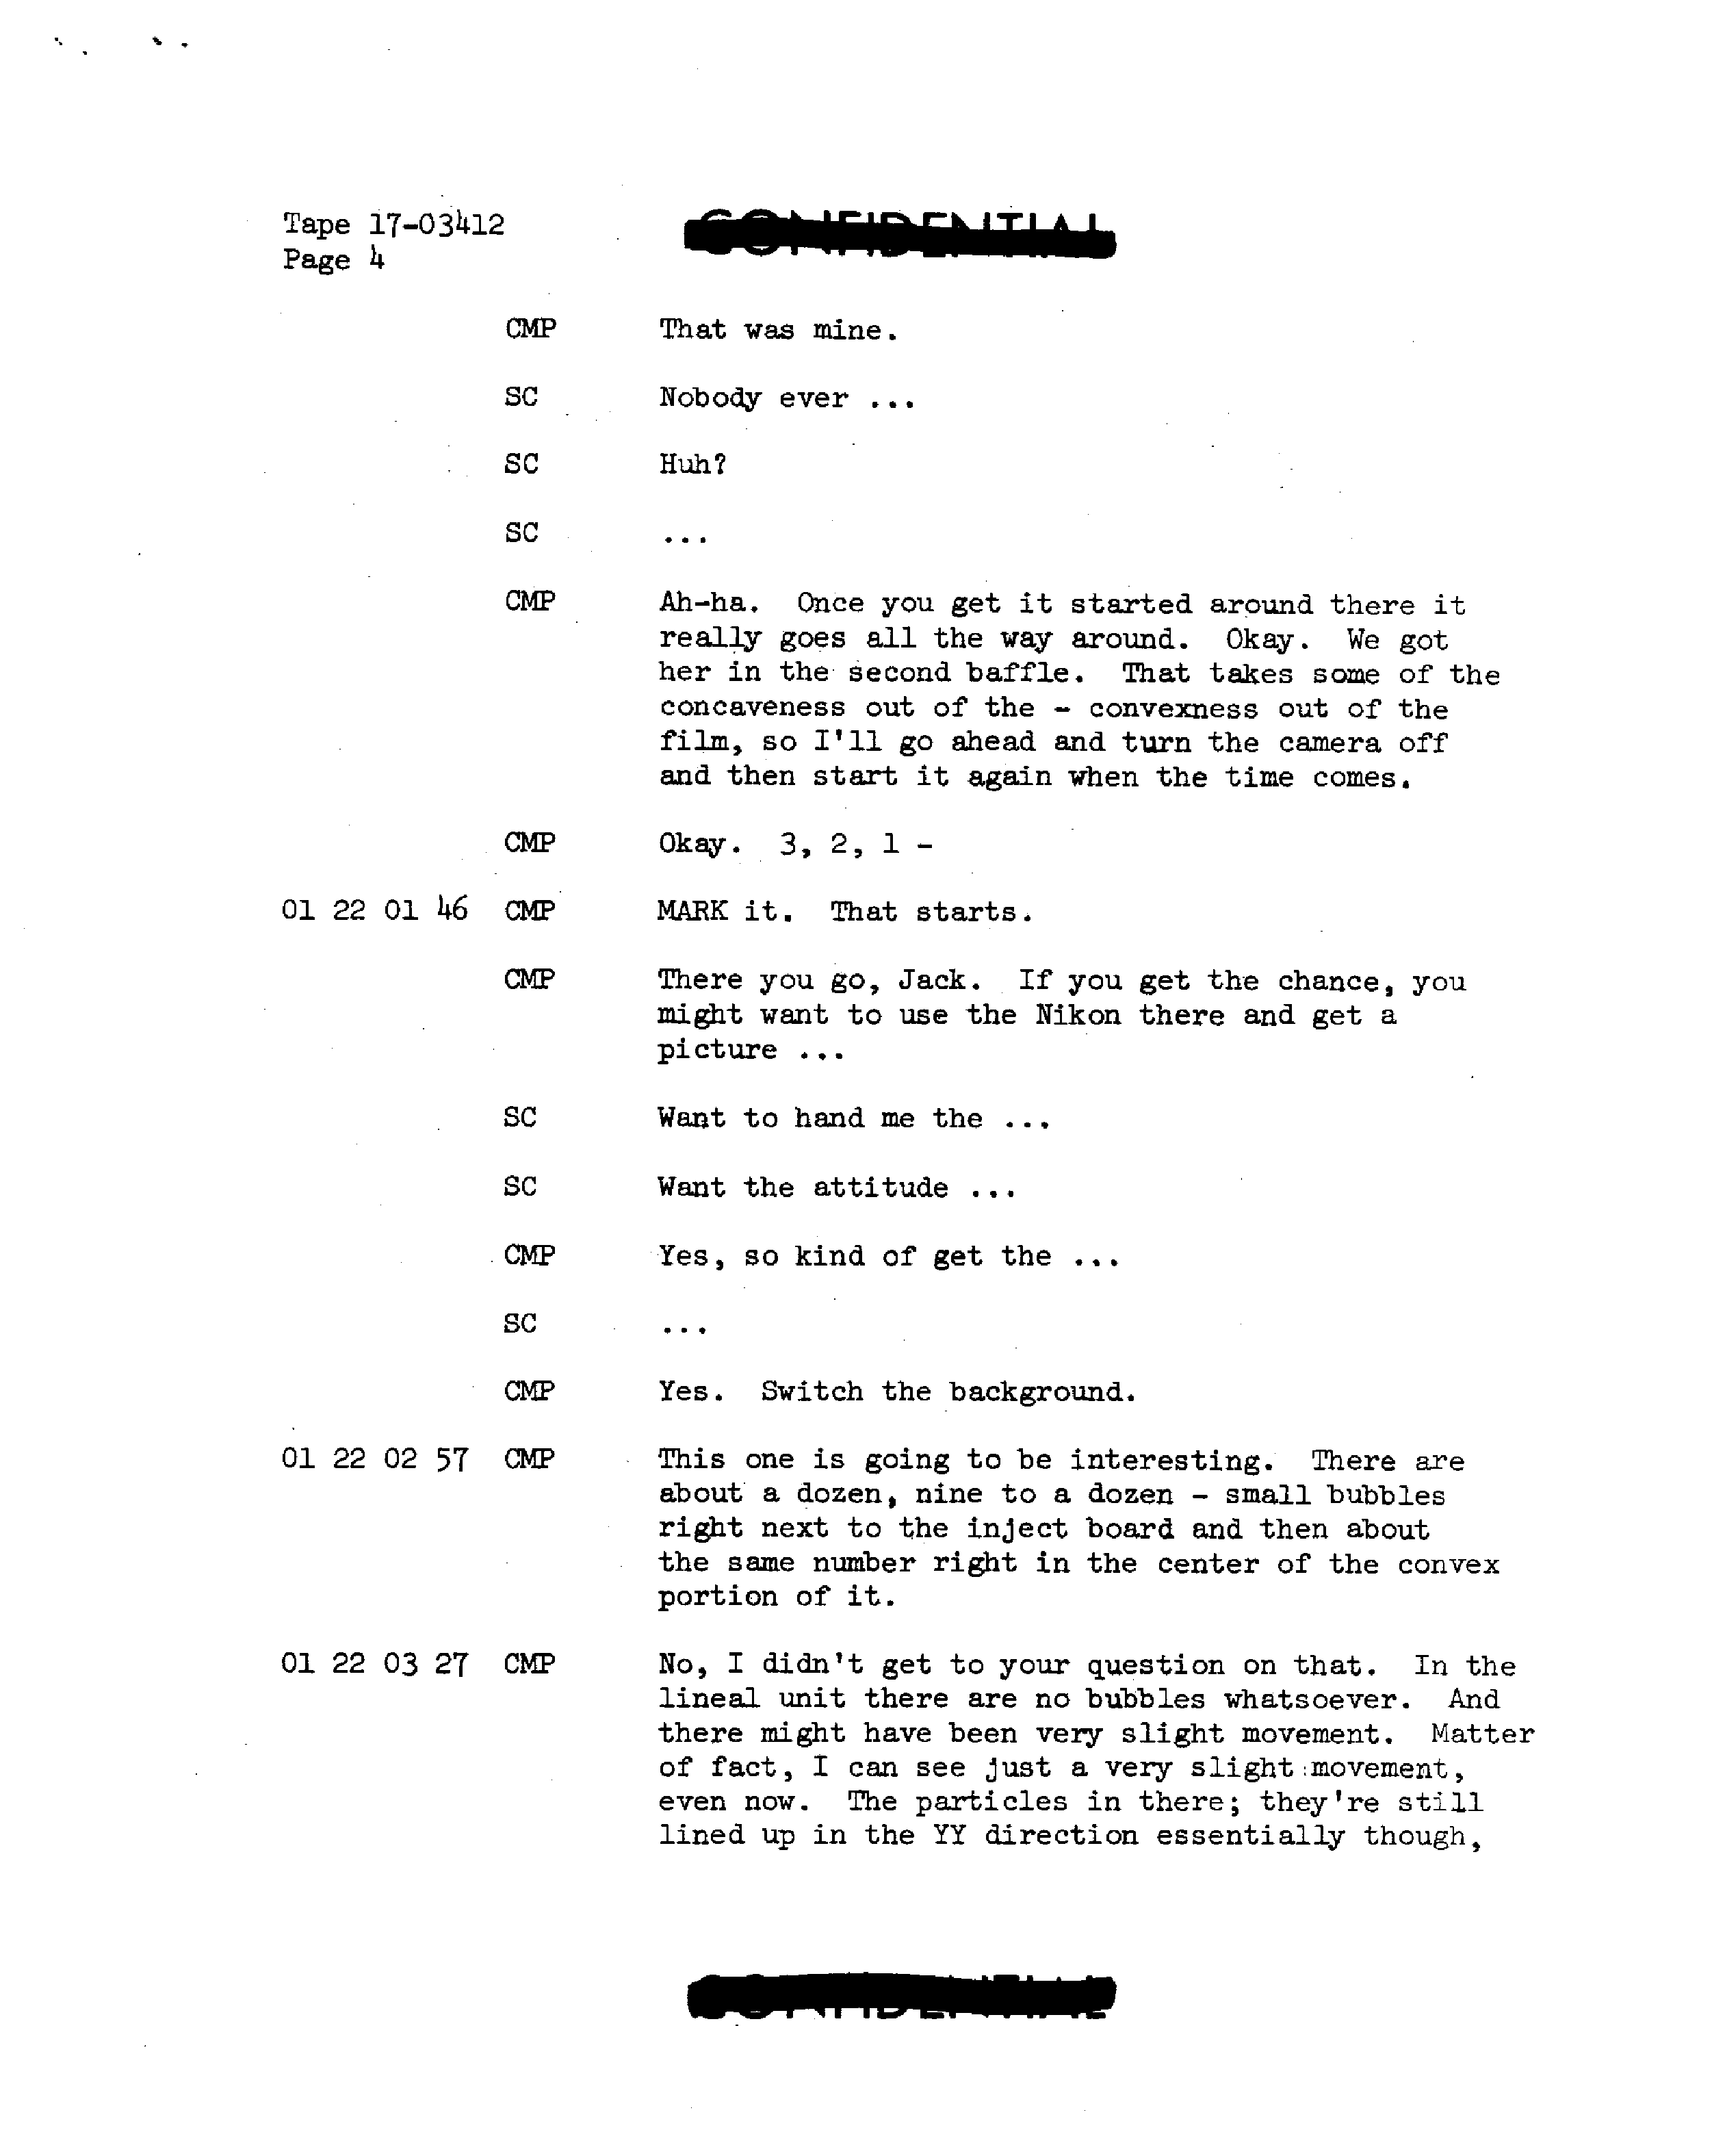 Tape 17-03412
CONFIDENTIAL
Page 4
CMP That was mine.
SC Nobody ever ...
SC Huh?
SC ...
CMP Ah-ha. Once you get it started around there it
really goes all the way around. Okay. We got
her in the second baffle. That takes some of the
concaveness out of the - convexness out of the
film, so I'll go ahead and turn the camera off
and then start it again when the time comes.
CMP Okay. 3, 2, 1 -
01 22 01 46 CMP MARK it. That starts.
CMP There you go, Jack. If you get the chance, you
might want to use the Nikon there and get a
picture ...
SC Want to hand me the ...
SC Want the attitude ...
CMP Yes, so kind of get the ...
SC ...
CMP Yes. Switch the background.
01 22 02 57 CMP This one is going to be interesting. There are
about a dozen, nine to a dozen - small bubbles
right next to the inject board and then about
the same number right in the center of the convex
portion of it.
01 22 03 27 CMP No, I didn't get to your question on that. In the
lineal unit there are no bubbles whatsoever. And
there might have been very slight movement. Matter
of fact, I can see just a very slight movement,
even now. The particles in there; they're still
lined up in the YY direction essentially though,
CONFIDENTIAL